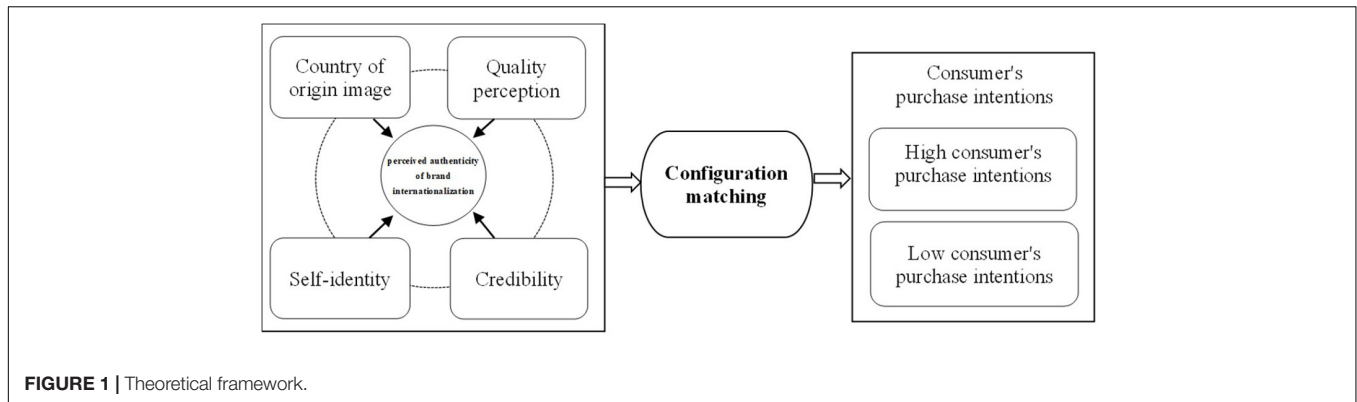 Country of
origin image
Quality
perception
perceived authenticity
of brand
internationalization
Self-identity
Credibility
Configuration
matching
Consumer's
purchase intentions
High consumer's
purchase intentions
Low consumer's
purchase intentions
FIGURE 1 | Theoretical framework.